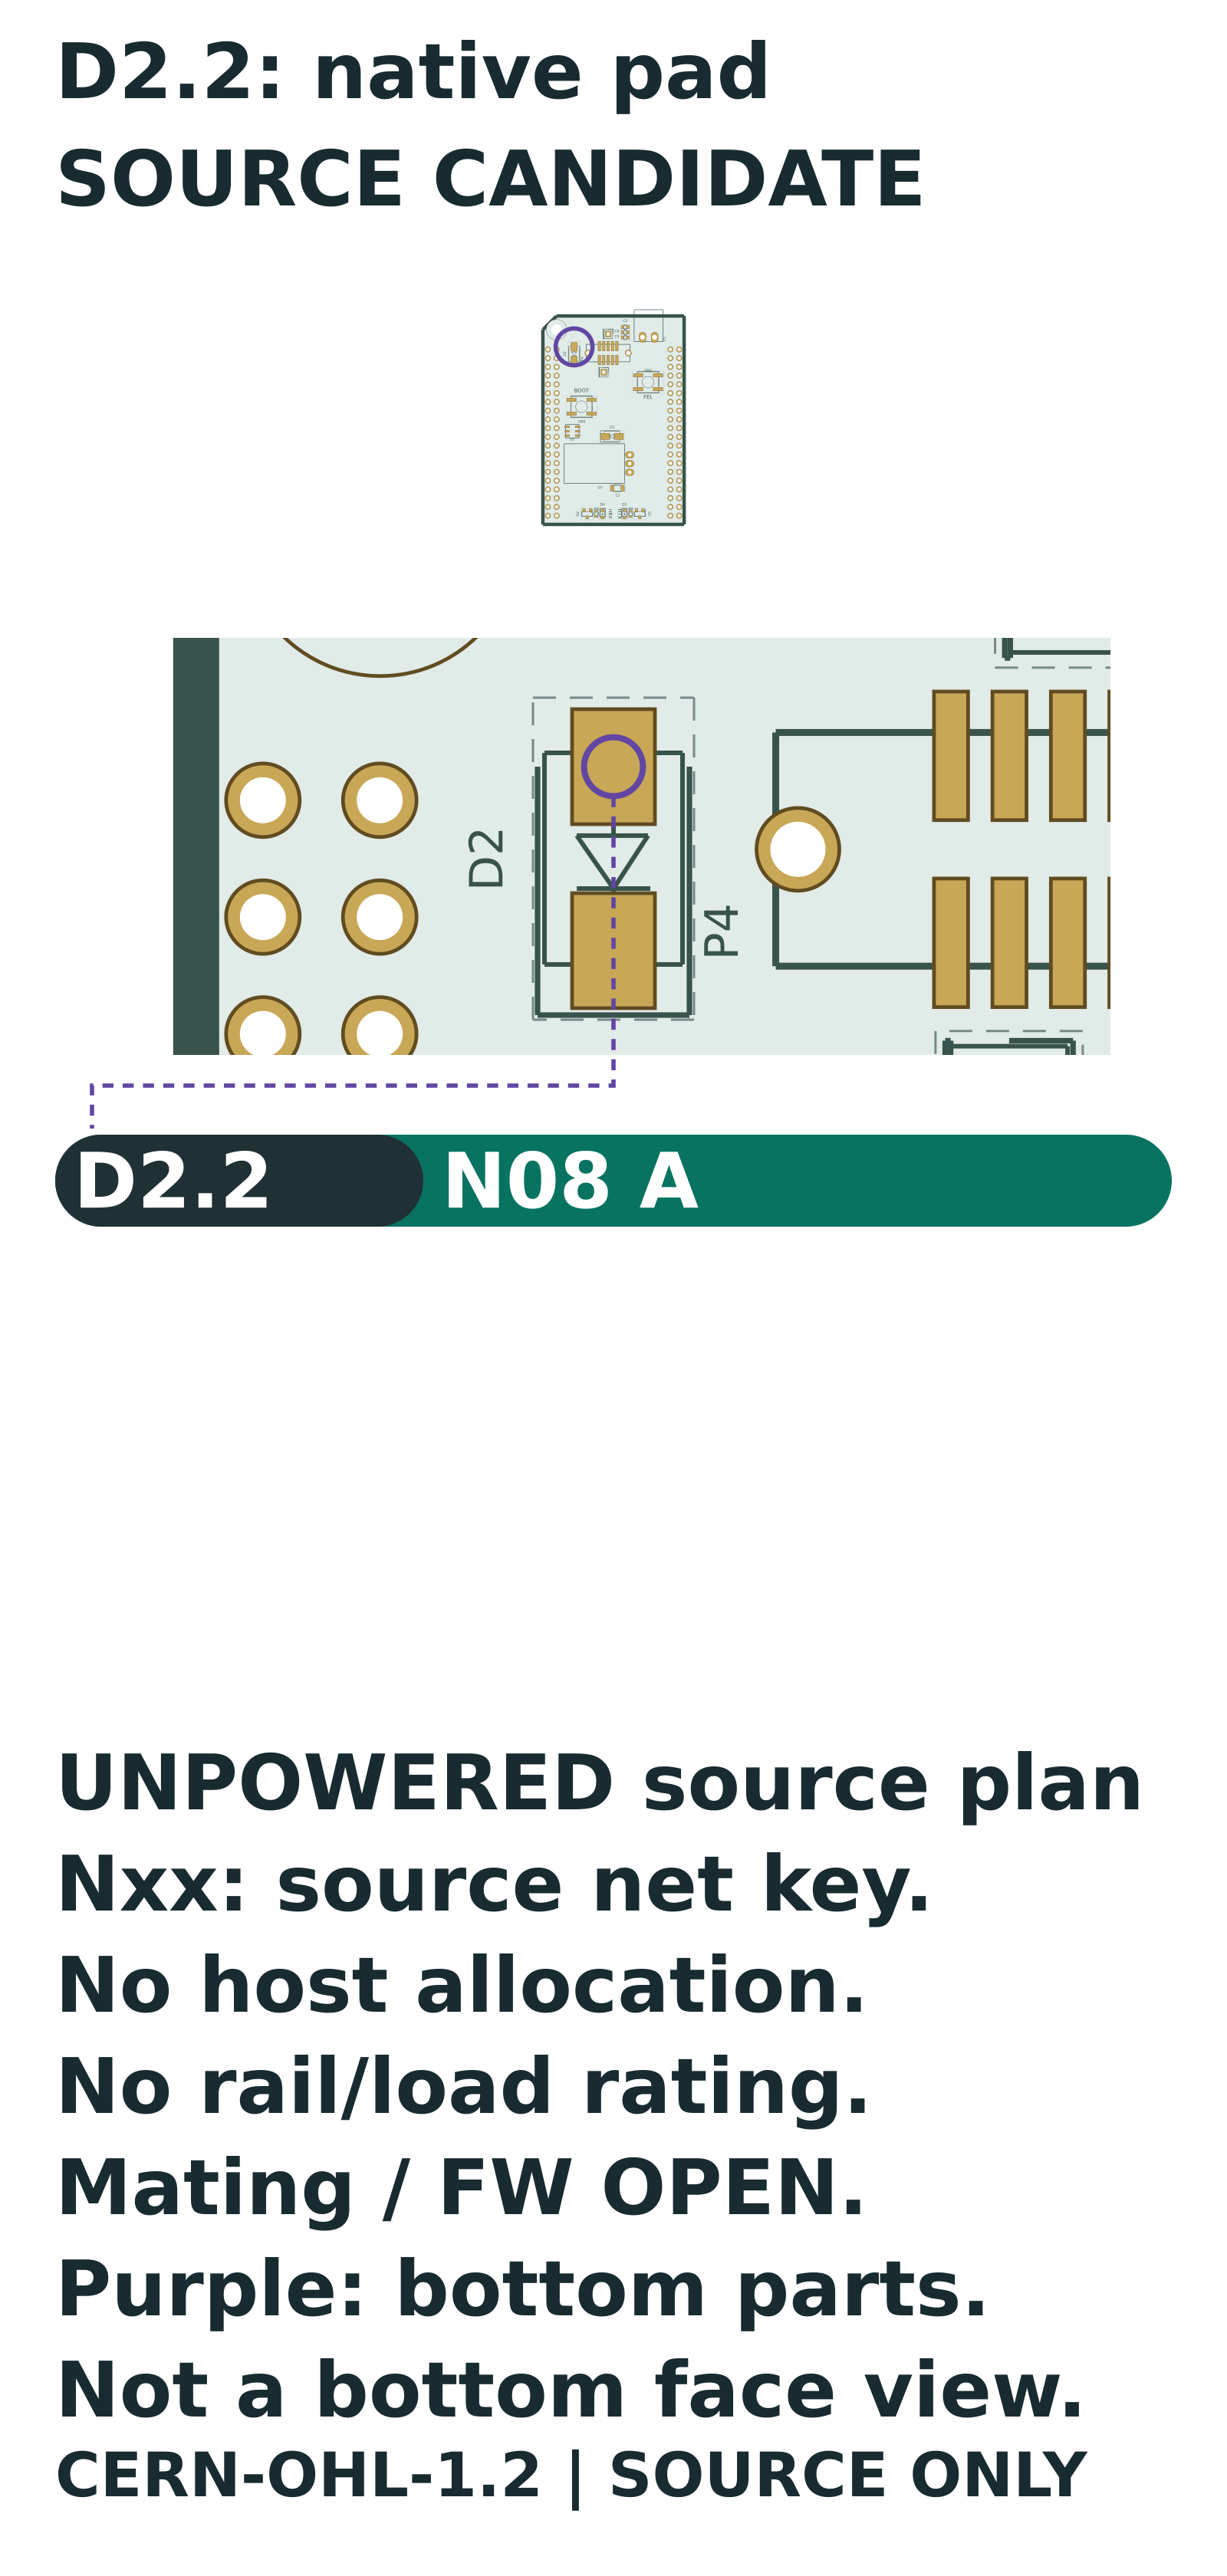 D2.2: native pad
SOURCE CANDIDATE
BOOT
FEL
D2
P4
D2.2 N08 A
UNPOWERED source plan
Nxx: source net key.
No host allocation.
No rail/load rating.
Mating / FW OPEN.
Purple: bottom parts.
Not a bottom face view.
CERN-OHL-1.2 | SOURCE ONLY